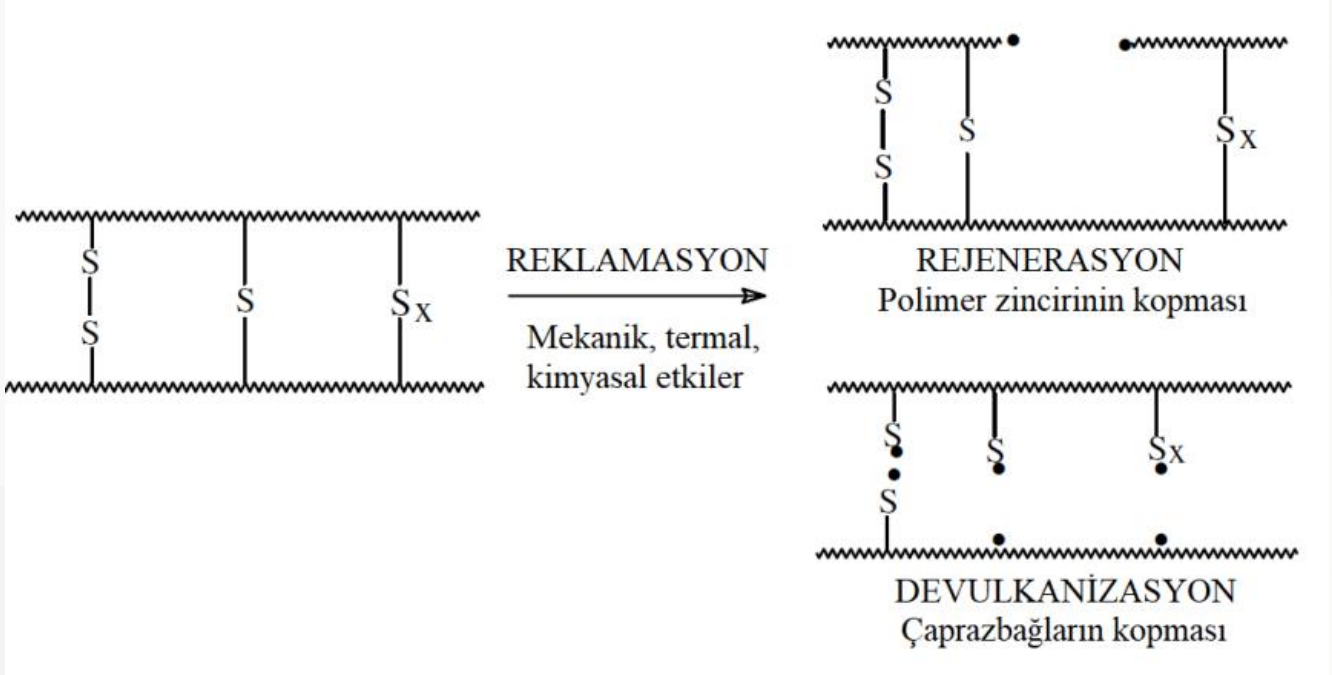 S
S
S
Sx
REKLAMASYON
Mekanik, termal,
kimyasal etkiler
S
S
S
Sx
REJENERASYON
Polimer zincirinin kopması
S
S
S
Sx
DEVULKANİZASYON
Çaprazbağların kopması